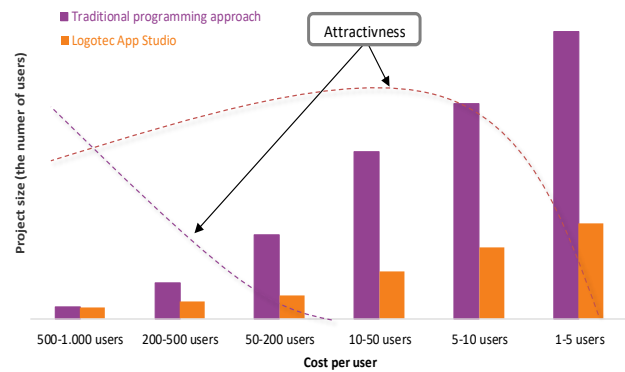 Traditional programming approach
Logotec App Studio
Attractivness
Project size (the numer of users)
500-1.000 users 200-500 users 50-200 users 10-50 users 5-10 users 1-5 users
Cost per user